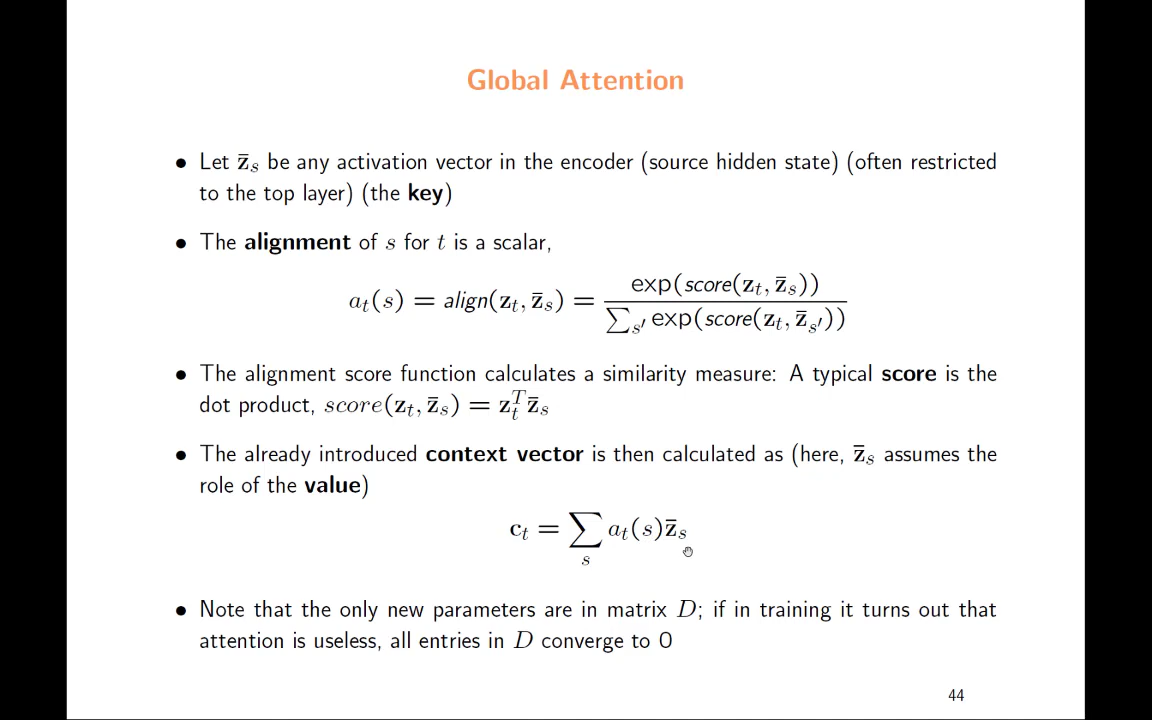 Global Attention
• Let z̄_s be any activation vector in the encoder (source hidden state) (often restricted
to the top layer) (the key)
• The alignment of s for t is a scalar,
a_t(s) = align(z_t, z̄_s) = exp(score(z_t, z̄_s)) / ∑_{s′} exp(score(z_t, z̄_{s′}))
• The alignment score function calculates a similarity measure: A typical score is the
dot product, score(z_t, z̄_s) = z_t^T z̄_s
• The already introduced context vector is then calculated as (here, z̄_s assumes the
role of the value)
c_t = ∑_s a_t(s) z̄_s
• Note that the only new parameters are in matrix D; if in training it turns out that
attention is useless, all entries in D converge to 0
44